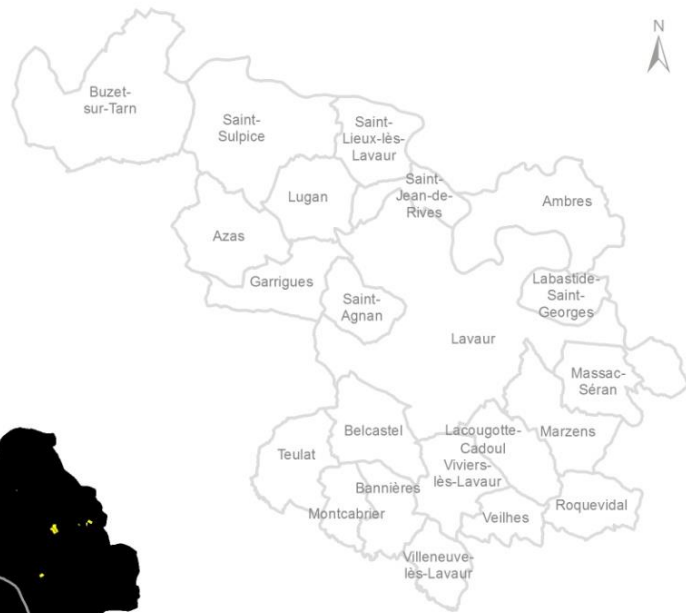 N
Buzet-
sur-Tarn
Saint-
Sulpice
Saint-
Lieux-lès-
Lavaur
Saint-
Jean-de-
Rives
Lugan
Ambres
Azas
Garrigues
Saint-
Agnan
Labastide-
Saint-
Georges
Lavaur
Massac-
Séran
Belcastel
Lacougotte-
Cadoul
Marzens
Teulat
Viviers-
lès-Lavaur
Bannières
Montcabrier
Veilhes
Roquevidal
Villeneuve-
lès-Lavaur